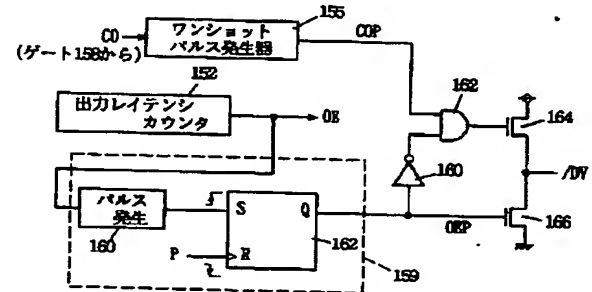 155
CO
ワンショット
パルス発生器
COP
(ゲート158から)
152
162
出力レイテンシ
カウンタ
OE
164
/DV
160
パルス
発生
160
S
Q
P
R
162
OEP
166
159